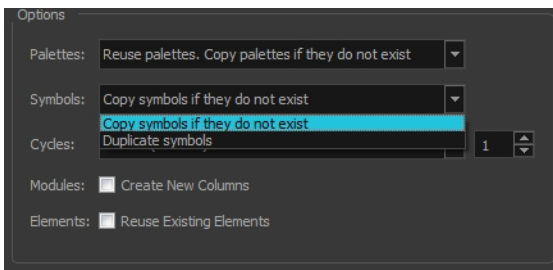 Options
Palettes: Reuse palettes. Copy palettes if they do not exist
Symbols: Copy symbols if they do not exist
Copy symbols if they do not exist
Duplicate symbols
Cycles: 1
Modules: Create New Columns
Elements: Reuse Existing Elements